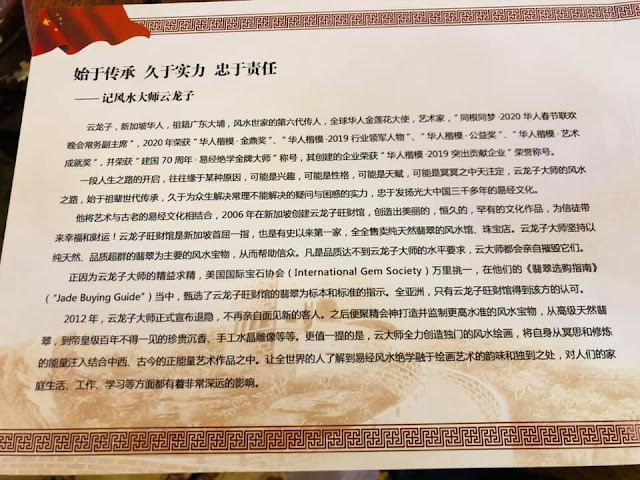 始于传承 久于实力 忠于责任
——记风水大师云龙子
云龙子，新加坡华人，祖籍广东大埔，风水世家的第六代传人，全球华人金莲花大使，艺术家，“同根同梦·2020 华人春节联欢
晚会常务副主席”，2020 年荣获“华人楷模·金鼎奖”、“华人楷模·2019 行业领军人物”、“华人楷模·公益奖”、“华人楷模·艺术
成就奖”，并荣获“建国 70 周年·易经绝学金牌大师”称号，其创建的企业荣获“华人楷模 2019 突出贡献企业”荣誉称号。
一段人生之路的开启，往往缘于某种原因，可能是兴趣，可能是性格，可能是天赋，可能是冥冥之中天注定，云龙子大师的风水
之路，始于祖辈世代传承，久于为众生解决常理不能解决的疑问与困惑的实力，忠于发扬光大中国三千多年的易经文化。
他将艺术与古老的易经文化相结合，2006 年在新加坡创建云龙子旺财馆，创造出美丽的，恒久的，罕有的文化作品，为信徒带
来幸福和财运！云龙子旺财馆是新加坡首屈一指，也是有史以来第一家，全全售卖纯天然翡翠的风水馆、珠宝店。云龙子大师坚持以
纯天然、品质超群的翡翠为主要的风水宝物，从而帮助信众。凡是品质达不到云龙子大师的水平要求，云大师都会亲自摧毁它们。
正因为云龙子大师的精益求精，美国国际宝石协会（International Gem Society）万里挑一，在他们的《翡翠选购指南》
（“Jade Buying Guide”）当中，甄选了云龙子旺财馆的翡翠为标本和标准的指示。全亚洲，只有云龙子旺财馆得到该方的认可。
2012 年，云龙子大师正式宣布退隐，不再亲自面见新的客人。之后便聚精会神打造并监制更高水准的风水宝物，从高级天然翡
翠，到帝皇级百年不得一见的珍贵沉香、手工水晶雕像等等。更值一提的是，云大师全力创造独门的风水绘画，将自身从冥思和修炼
的能量注入结合中西、古今的正能量艺术作品之中。让全世界的人了解到易经风水绝学融于绘画艺术的韵味和独到之处，对人们的家
庭生活、工作、学习等方面都有着非常深远的影响。